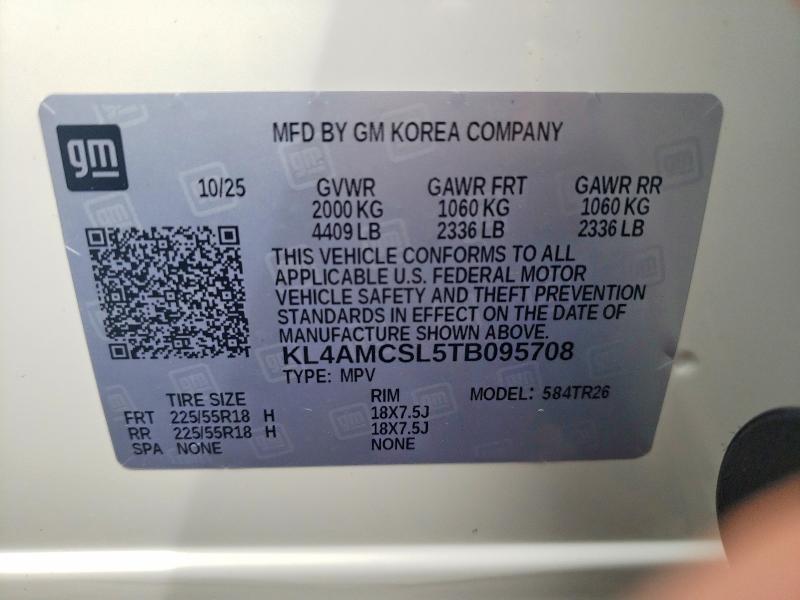 gm
MFD BY GM KOREA COMPANY
10/25 GVWR GAWR FRT GAWR RR
2000 KG 1060 KG 1060 KG
4409 LB 2336 LB 2336 LB
THIS VEHICLE CONFORMS TO ALL
APPLICABLE U.S. FEDERAL MOTOR
VEHICLE SAFETY AND THEFT PREVENTION
STANDARDS IN EFFECT ON THE DATE OF
MANUFACTURE SHOWN ABOVE.
KL4AMCSL5TB095708
TYPE: MPV
TIRE SIZE RIM MODEL: 584TR26
FRT 225/55R18 H 18X7.5J
RR 225/55R18 H 18X7.5J
SPA NONE NONE